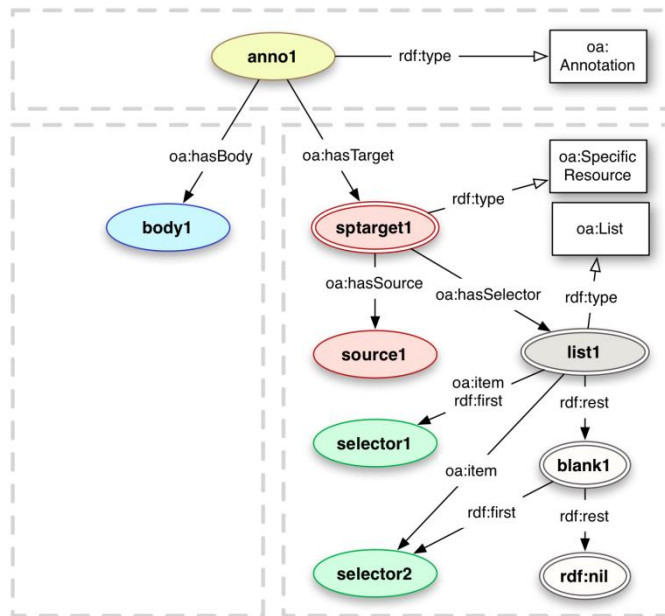 anno1
rdf:type
oa:
Annotation
oa:hasBody
oa:hasTarget
oa:Specific
Resource
rdf:type
body1
sptarget1
oa:List
oa:hasSource
oa:hasSelector
rdf:type
source1
list1
oa:item
rdf:first
rdf:rest
selector1
oa:item
blank1
rdf:first
rdf:rest
selector2
rdf:nil